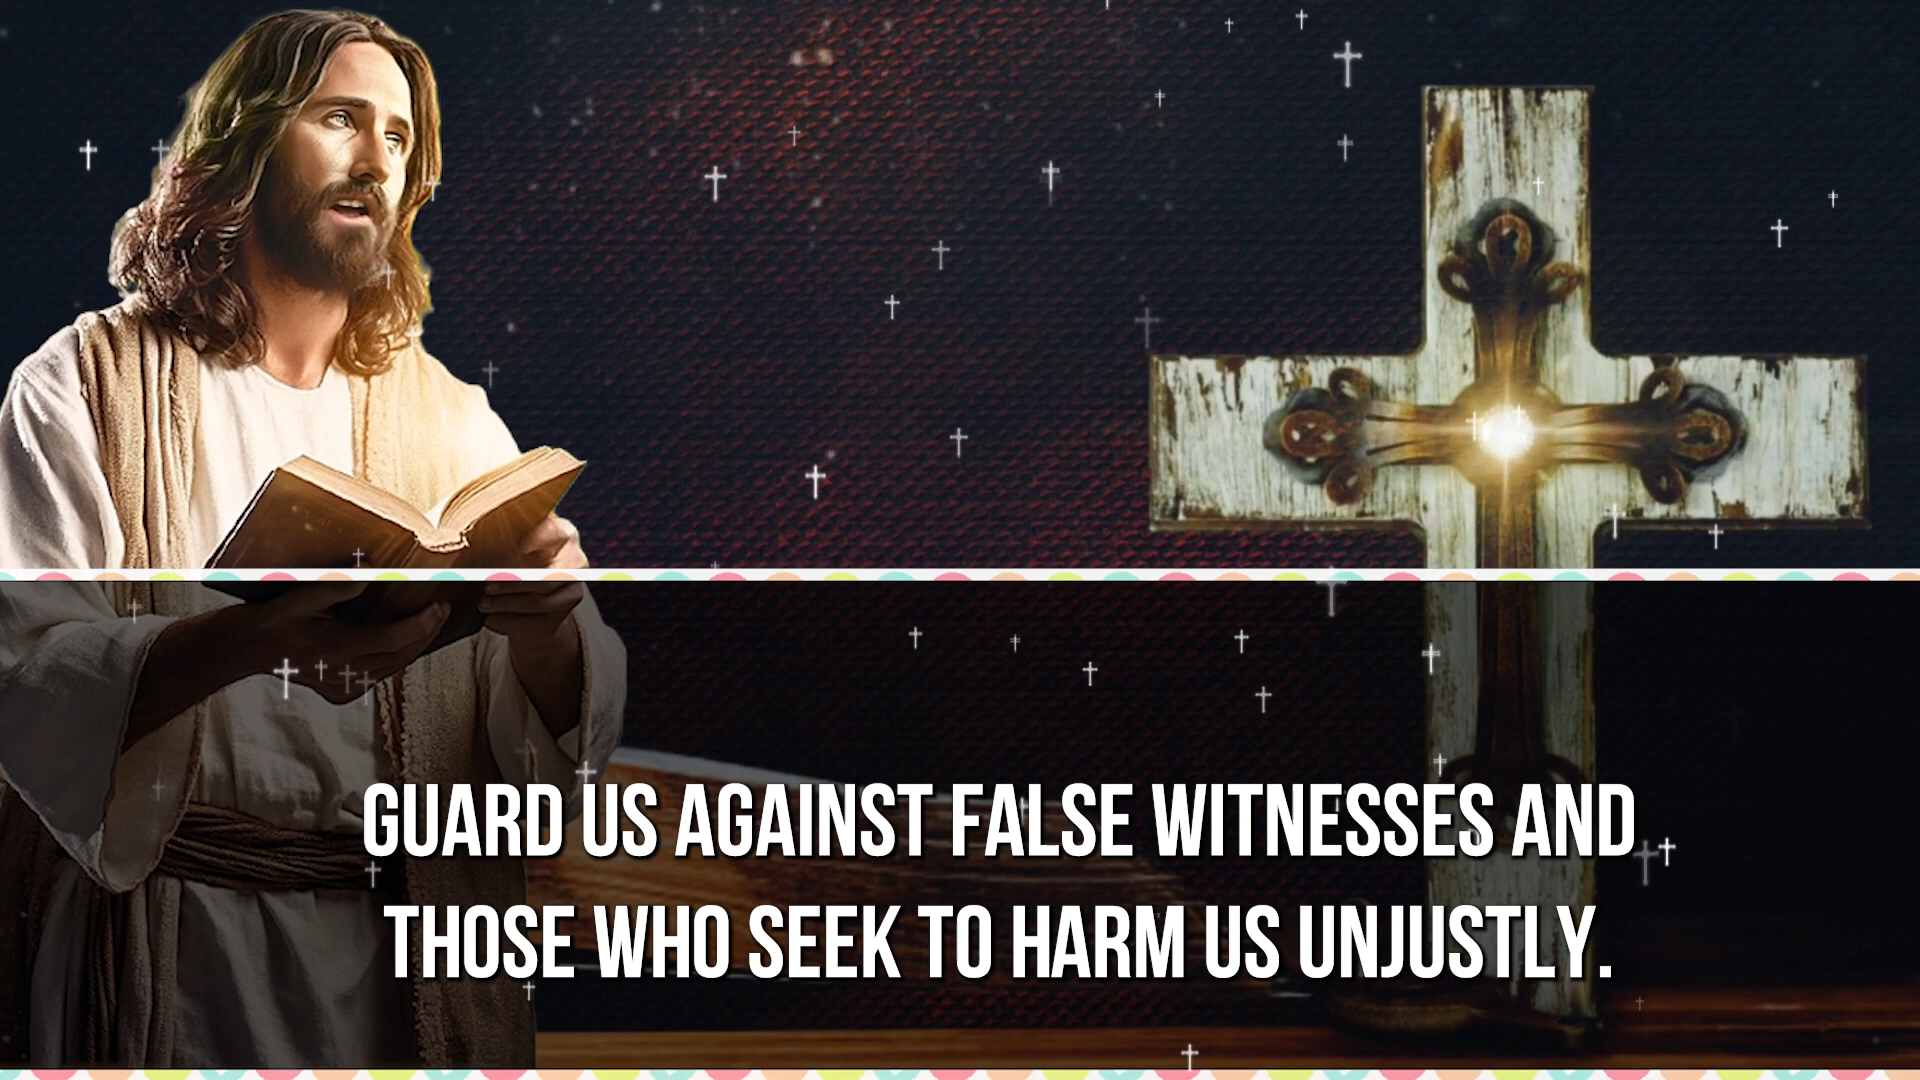 GUARD US AGAINST FALSE WITNESSES AND
THOSE WHO SEEK TO HARM US UNJUSTLY.